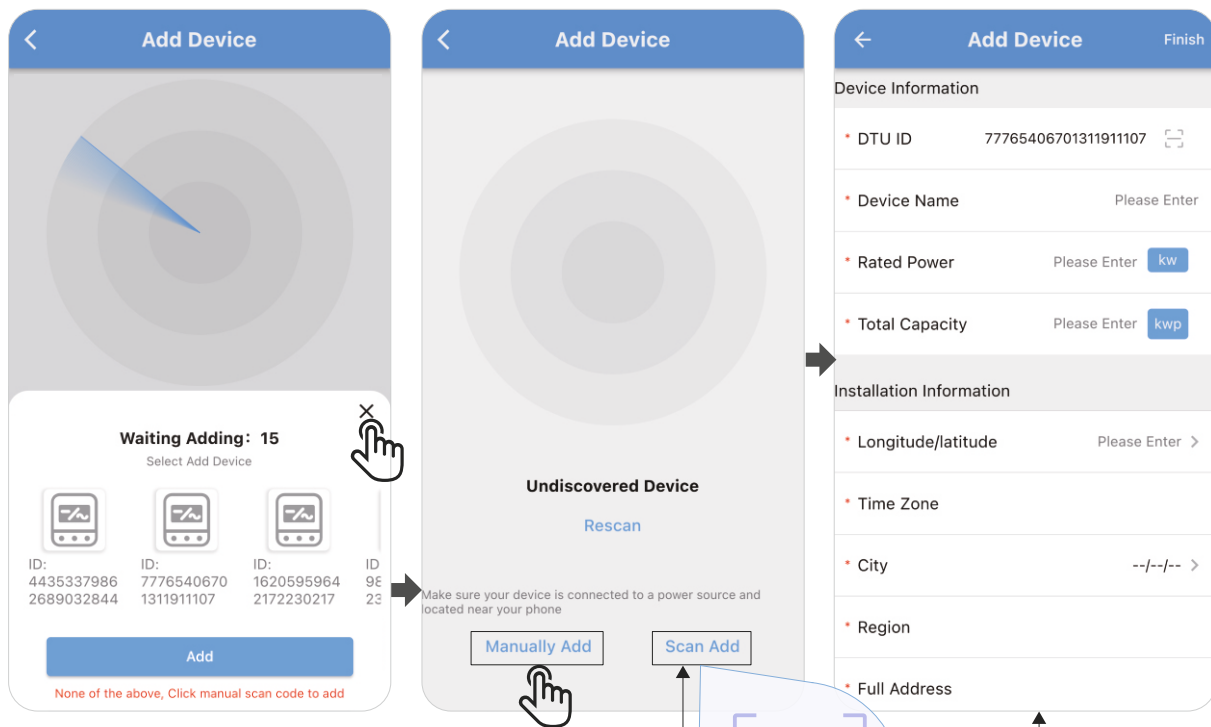 Add Device
Waiting Adding: 15
Select Add Device
ID:
4435337986
2689032844
ID:
7776540670
1311911107
ID:
1620595964
2172230217
ID
98
23
Add
None of the above, Click manual scan code to add
Add Device
Undiscovered Device
Rescan
Make sure your device is connected to a power source and
located near your phone
Manually Add
Scan Add
Add Device
Finish
Device Information
* DTU ID 77765406701311911107
* Device Name Please Enter
* Rated Power Please Enter kw
* Total Capacity Please Enter kwp
Installation Information
* Longitude/latitude Please Enter >
* Time Zone
* City --/--/-- >
* Region
* Full Address